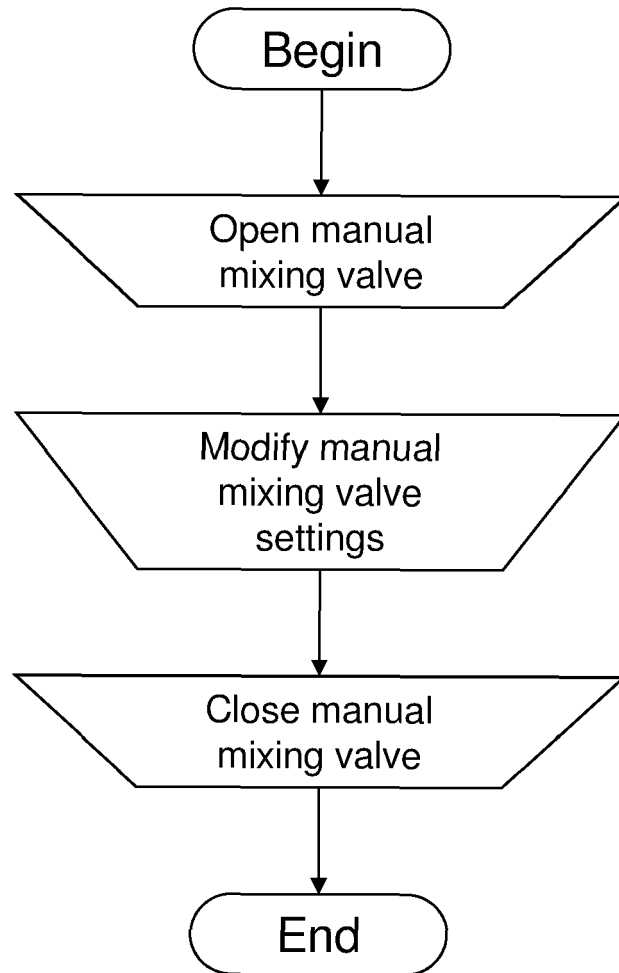 Begin
Open manual
mixing valve
Modify manual
mixing valve
settings
Close manual
mixing valve
End